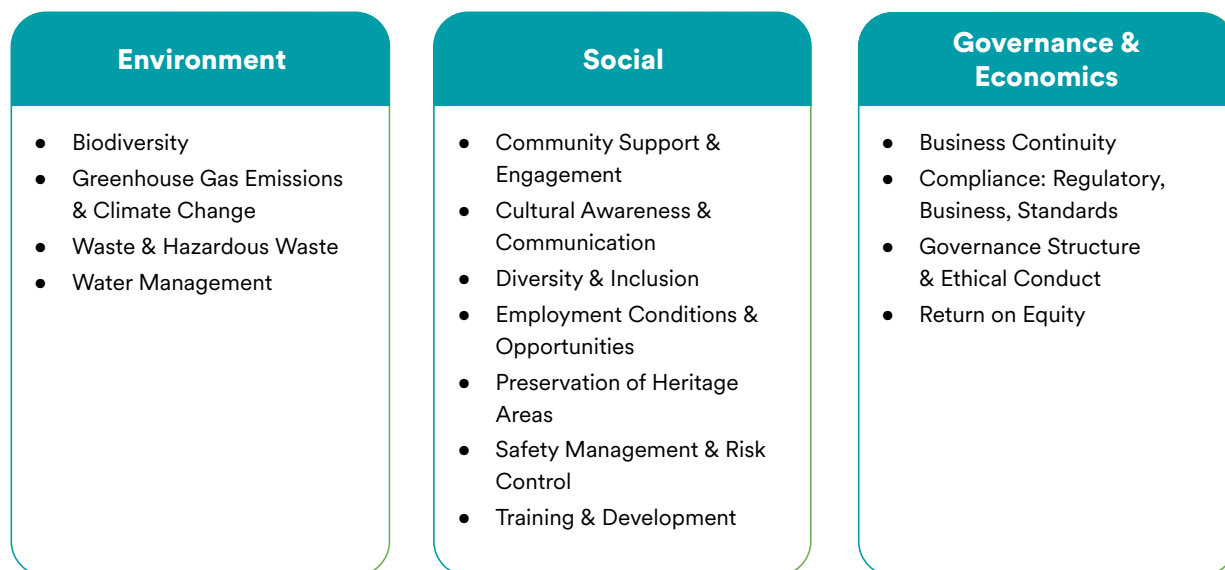 Environment
● Biodiversity
● Greenhouse Gas Emissions
& Climate Change
● Waste & Hazardous Waste
● Water Management
Social
● Community Support &
Engagement
● Cultural Awareness &
Communication
● Diversity & Inclusion
● Employment Conditions &
Opportunities
● Preservation of Heritage
Areas
● Safety Management & Risk
Control
● Training & Development
Governance &
Economics
● Business Continuity
● Compliance: Regulatory,
Business, Standards
● Governance Structure
& Ethical Conduct
● Return on Equity